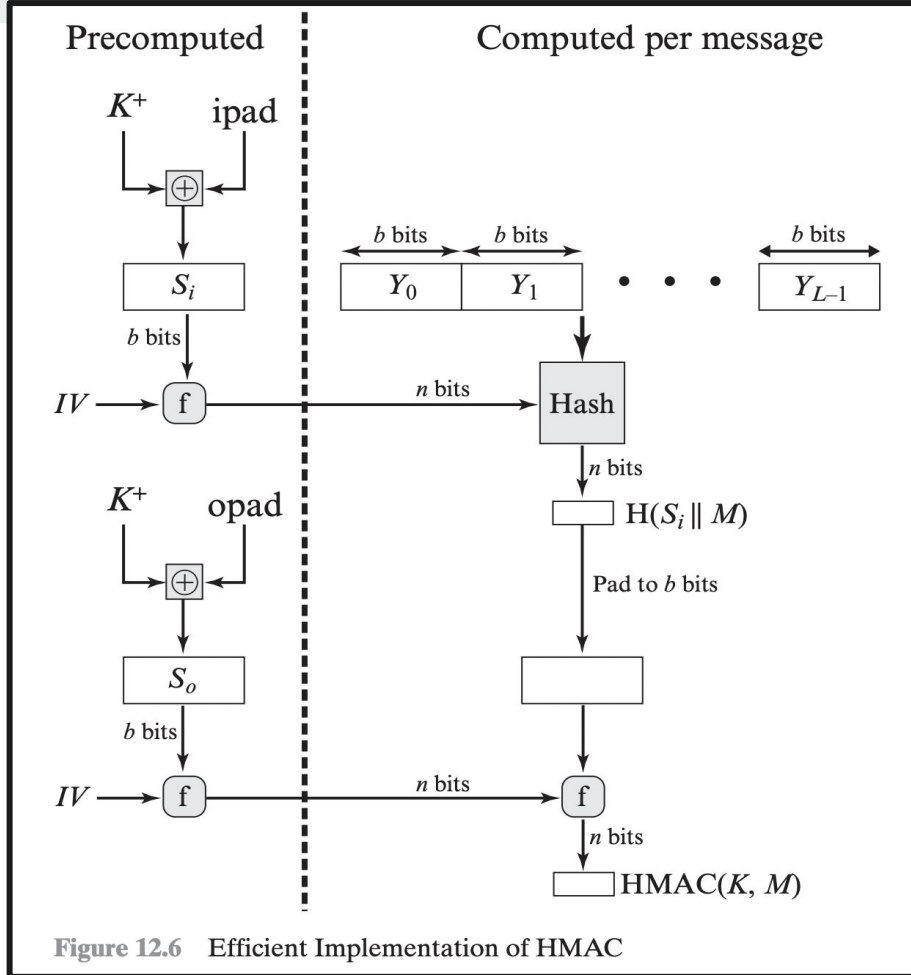 Precomputed
Computed per message
K+
ipad
⊕
b bits
b bits
b bits
Si
Y0
Y1
• • •
YL–1
b bits
IV
f
n bits
Hash
n bits
K+
opad
H(Si || M)
⊕
Pad to b bits
So
b bits
IV
f
n bits
f
n bits
HMAC(K, M)
Figure 12.6 Efficient Implementation of HMAC